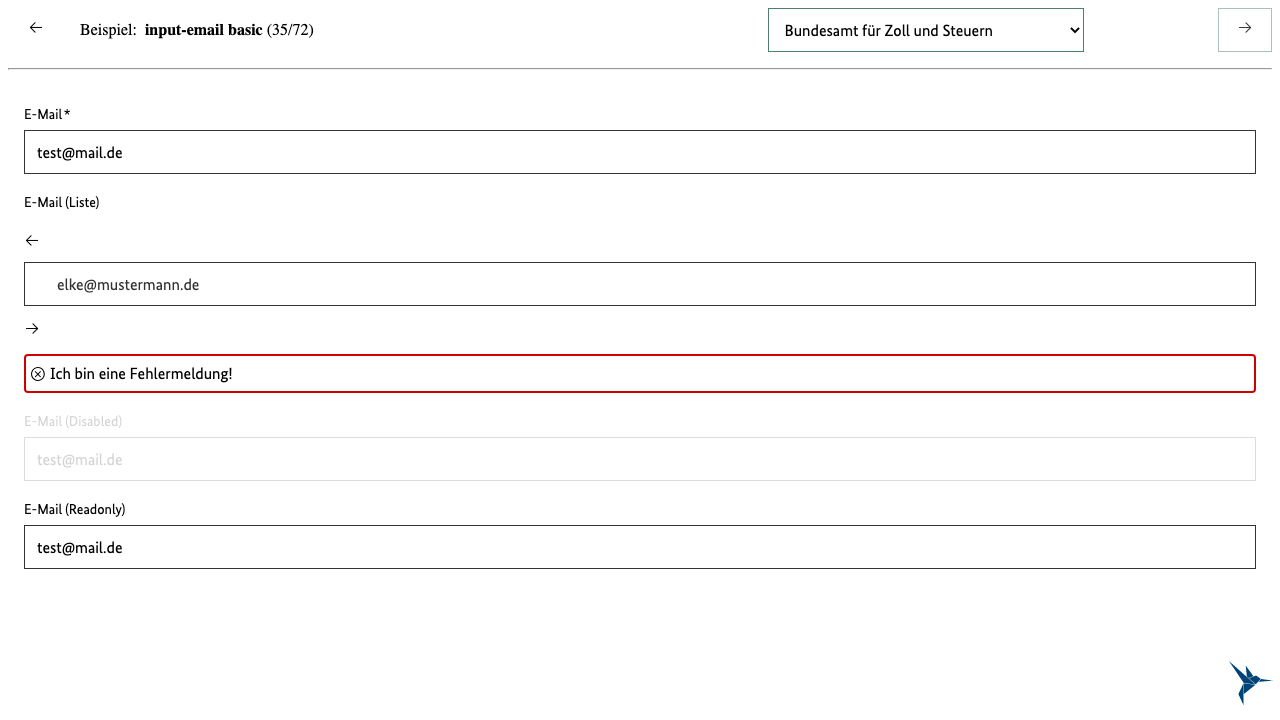 Beispiel: input-email basic (35/72)
Bundesamt für Zoll und Steuern
E-Mail*
test@mail.de
E-Mail (Liste)
elke@mustermann.de
Ich bin eine Fehlermeldung!
E-Mail (Disabled)
test@mail.de
E-Mail (Readonly)
test@mail.de